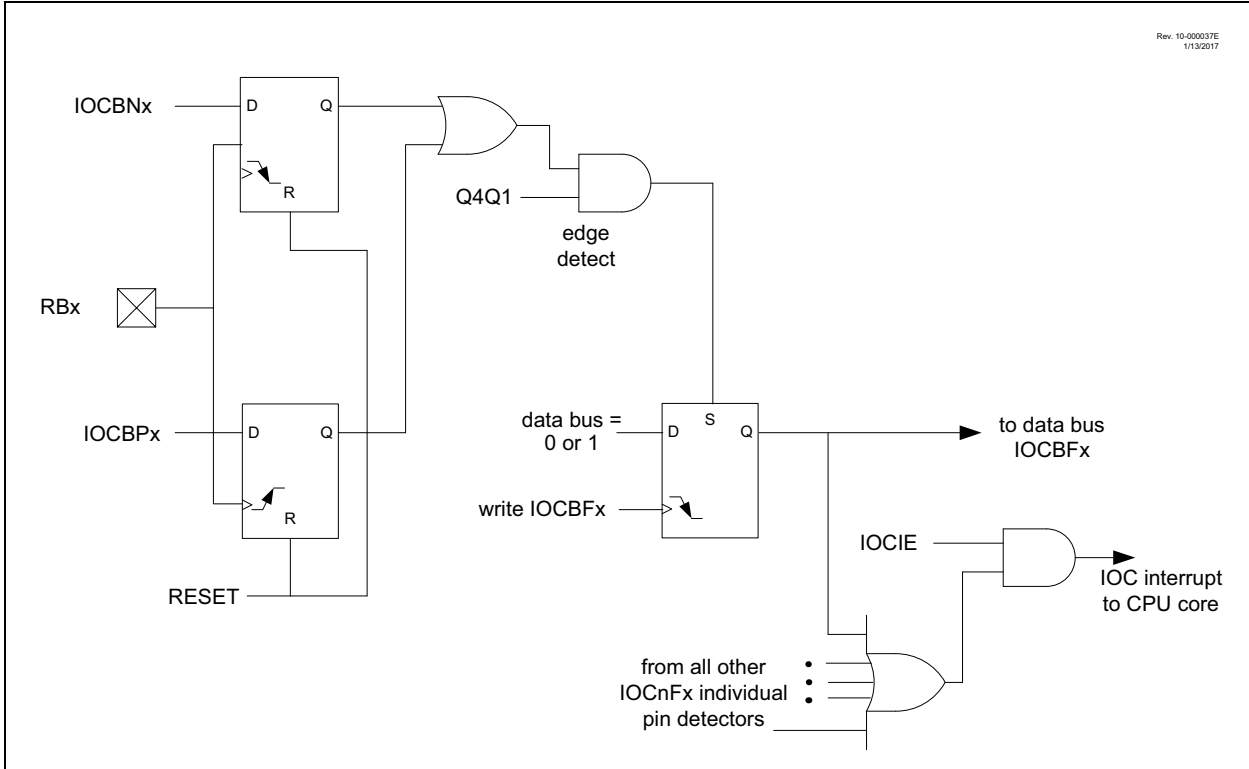 Rev. 10-000037E
1/13/2017
IOCBNx
D
Q
R
Q4Q1
edge
detect
RBx
IOCBPx
D
Q
R
RESET
data bus =
0 or 1
D
S
Q
write IOCBFx
to data bus
IOCBFx
IOCIE
IOC interrupt
to CPU core
from all other
IOCnFx individual
pin detectors